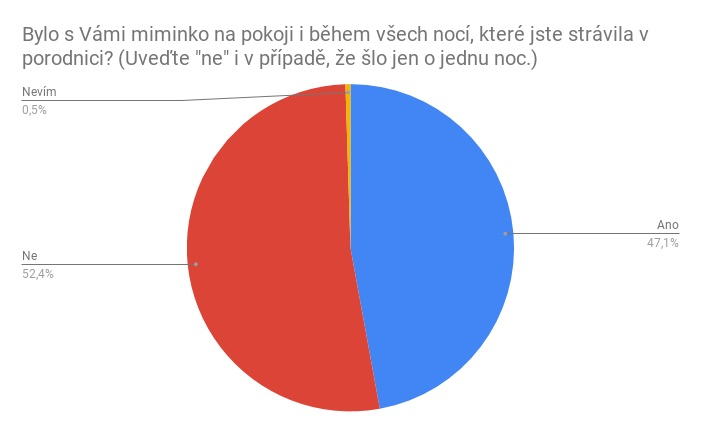 Bylo s Vámi miminko na pokoji i během všech nocí, které jste strávila v
porodnici? (Uveďte "ne" i v případě, že šlo jen o jednu noc.)
Nevím
0,5%
Ano
47,1%
Ne
52,4%